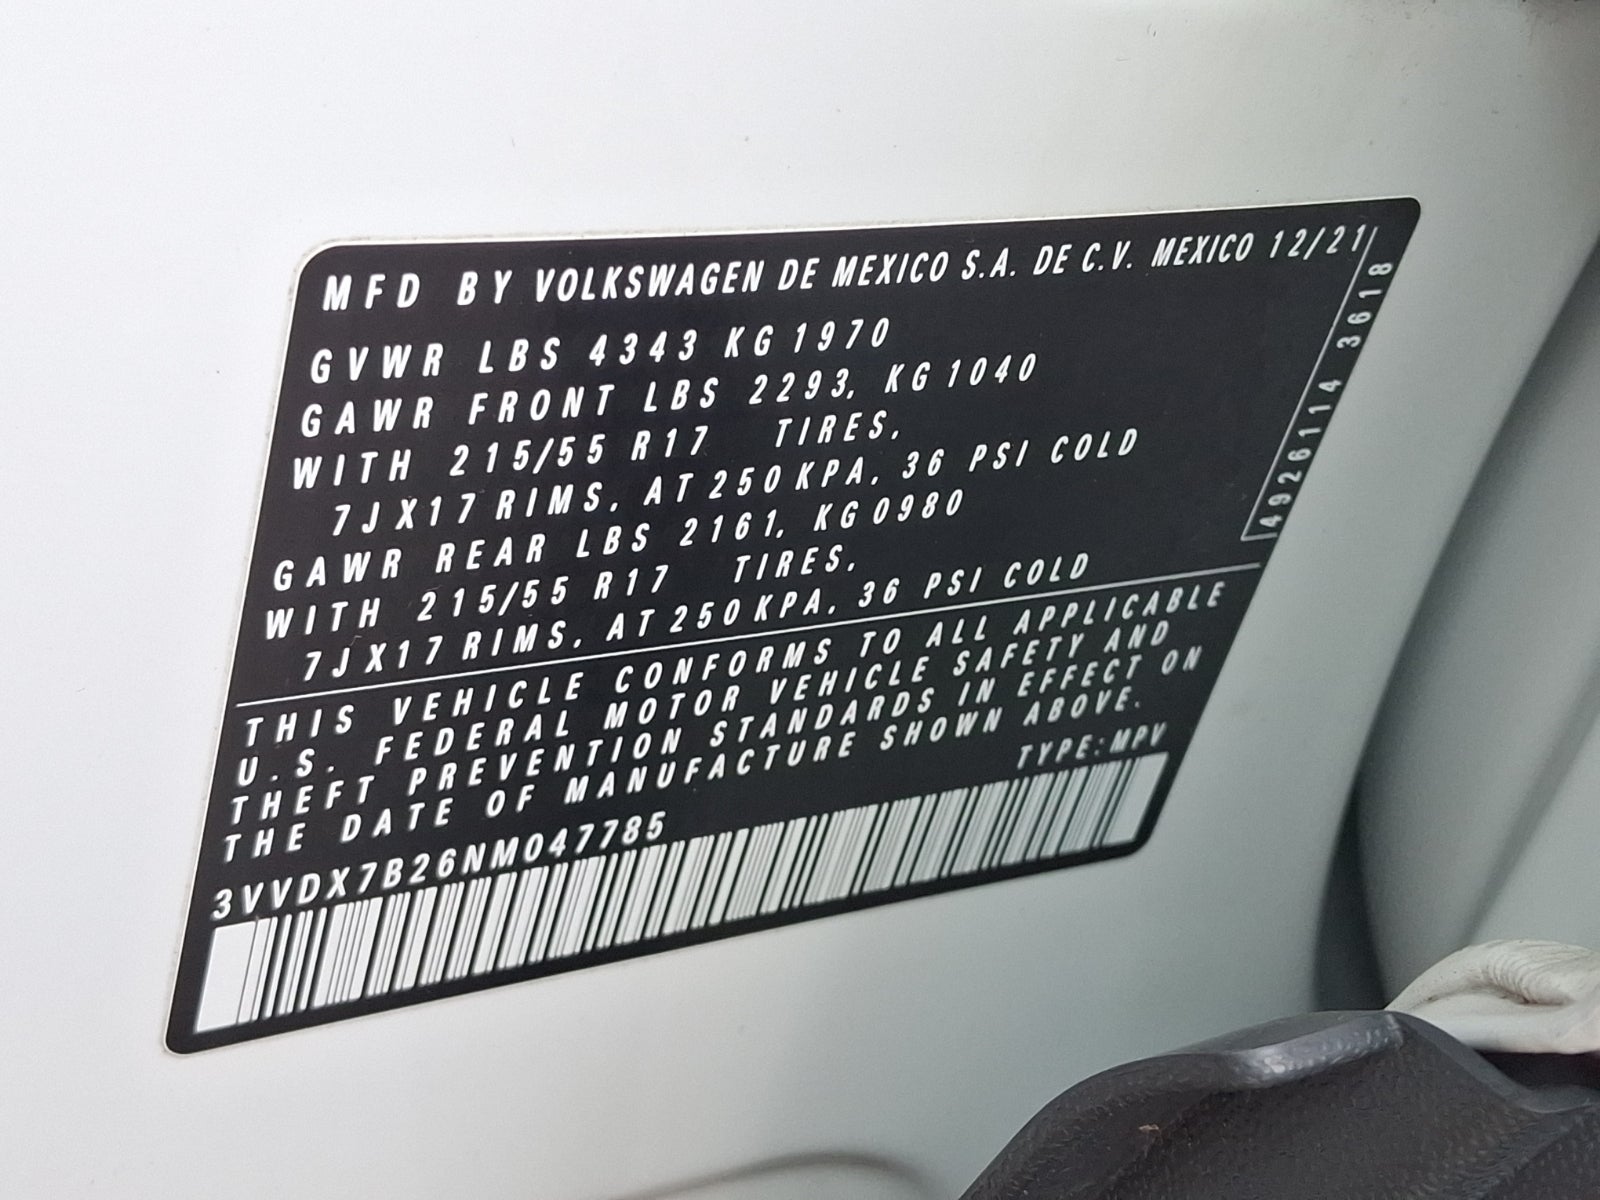 MFD BY VOLKSWAGEN DE MEXICO S.A. DE C.V. MEXICO 12/21
GVWR LBS 4343 KG 1970
GAWR FRONT LBS 2293, KG 1040
WITH 215/55 R17 TIRES,
7JX17 RIMS, AT 250 KPA, 36 PSI COLD
GAWR REAR LBS 2161, KG 0980
WITH 215/55 R17 TIRES,
7JX17 RIMS, AT 250 KPA, 36 PSI COLD
4926114 3618
THIS VEHICLE CONFORMS TO ALL APPLICABLE
U.S. FEDERAL MOTOR VEHICLE SAFETY AND
THEFT PREVENTION STANDARDS IN EFFECT ON
THE DATE OF MANUFACTURE SHOWN ABOVE.
TYPE:MPV
3VVDX7B26NM047785